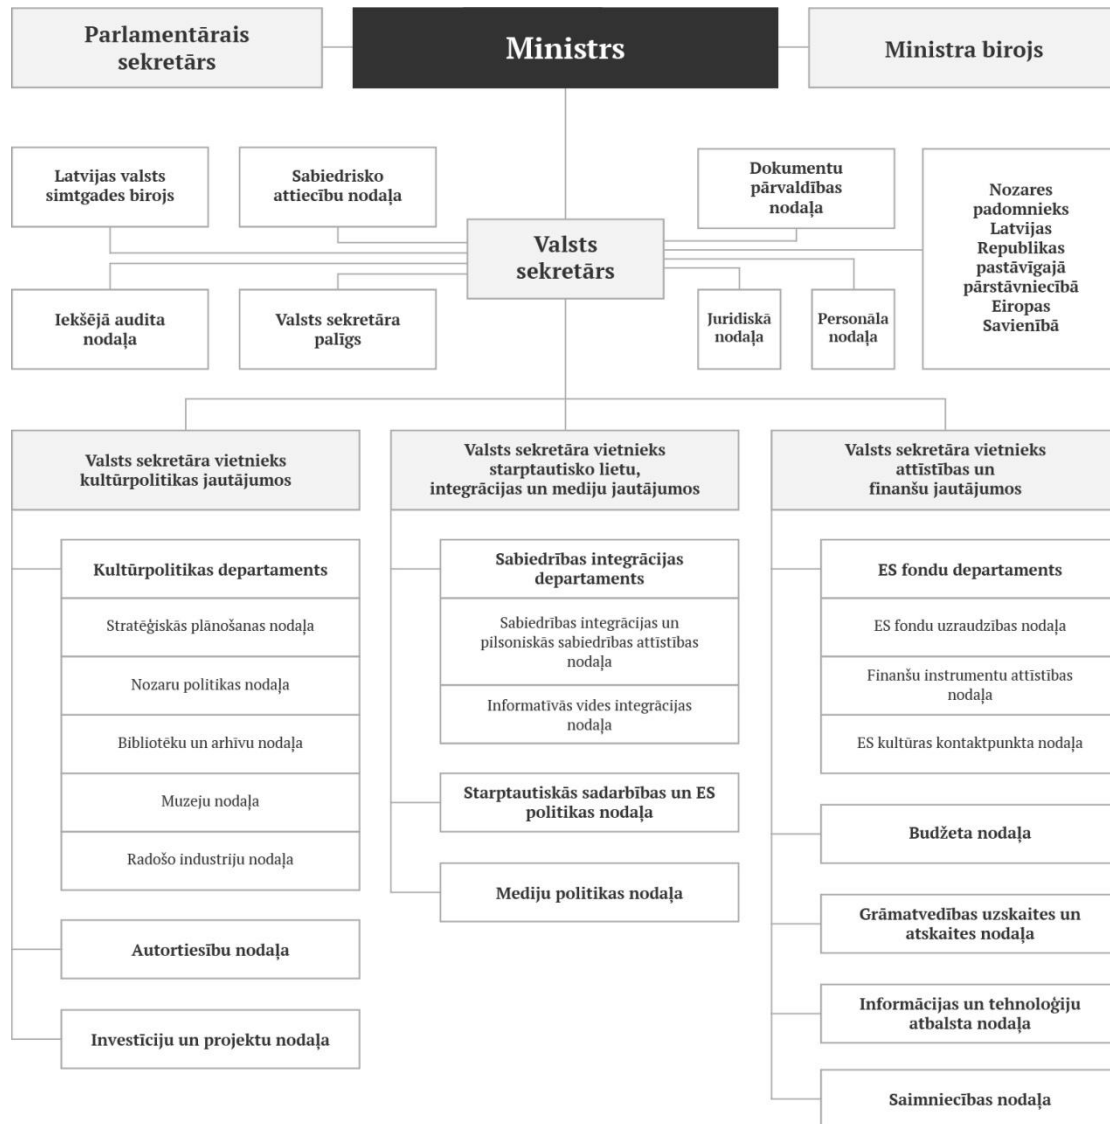 Parlamentārais
sekretārs
Ministrs
Ministra birojs
Latvijas valsts
simtgades birojs
Sabiedrisko
attiecību nodaļa
Dokumentu
pārvaldības
nodaļa
Nozares
padomnieks
Latvijas
Republikas
pastāvīgajā
pārstāvniecībā
Eiropas
Savienībā
Valsts
sekretārs
Iekšējā audita
nodaļa
Valsts sekretāra
palīgs
Juridiskā
nodaļa
Personāla
nodaļa
Valsts sekretāra vietnieks
kultūrpolitikas jautājumos
Kultūrpolitikas departaments
Stratēģiskās plānošanas nodaļa
Nozaru politikas nodaļa
Bibliotēku un arhīvu nodaļa
Muzeju nodaļa
Radošo industriju nodaļa
Autortiesību nodaļa
Investīciju un projektu nodaļa
Valsts sekretāra vietnieks
starptautisko lietu,
integrācijas un mediju jautājumos
Sabiedrības integrācijas
departaments
Sabiedrības integrācijas un
pilsoniskās sabiedrības attīstības
nodaļa
Informatīvās vides integrācijas
nodaļa
Starptautiskās sadarbības un ES
politikas nodaļa
Mediju politikas nodaļa
Valsts sekretāra vietnieks
attīstības un
finanšu jautājumos
ES fondu departaments
ES fondu uzraudzības nodaļa
Finanšu instrumentu attīstības
nodaļa
ES kultūras kontaktpunkta nodaļa
Budžeta nodaļa
Grāmatvedības uzskaites un
atskaites nodaļa
Informācijas un tehnoloģiju
atbalsta nodaļa
Saimniecības nodaļa